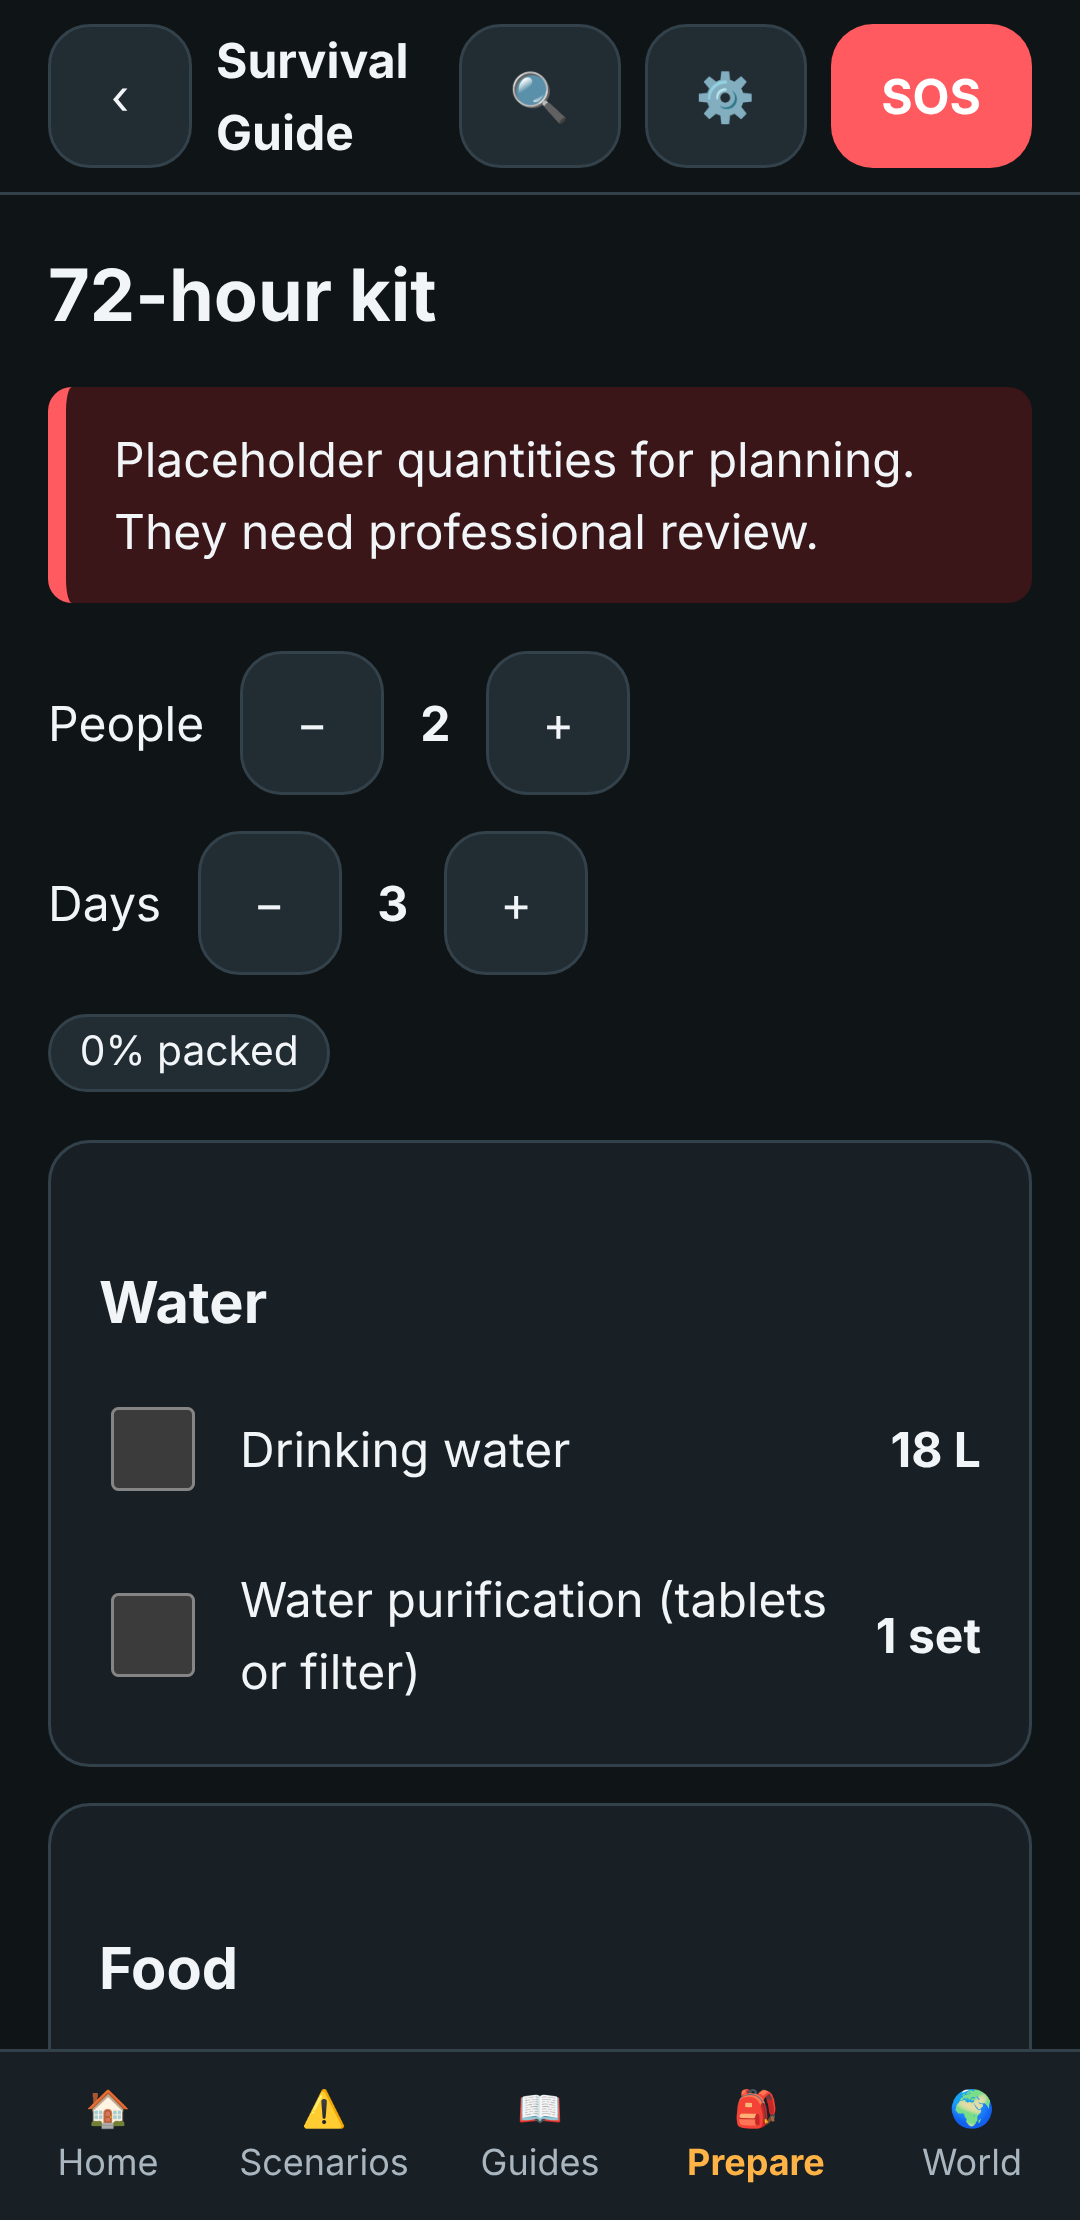 ‹
Survival
Guide
SOS
72-hour kit
Placeholder quantities for planning.
They need professional review.
People − 2 +
Days − 3 +
0% packed
Water
Drinking water 18 L
Water purification (tablets
or filter) 1 set
Food
Home Scenarios Guides Prepare World